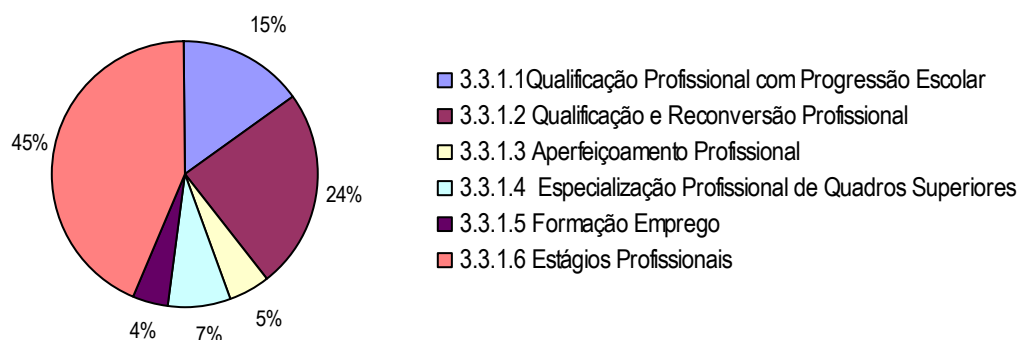 15%
45%
24%
4%
7%
5%
3.3.1.1Qualificação Profissional com Progressão Escolar
3.3.1.2 Qualificação e Reconversão Profissional
3.3.1.3 Aperfeiçoamento Profissional
3.3.1.4 Especialização Profissional de Quadros Superiores
3.3.1.5 Formação Emprego
3.3.1.6 Estágios Profissionais